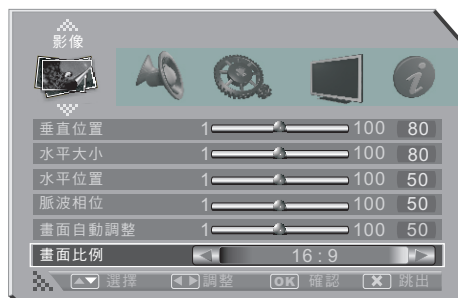 影像
垂直位置 1 100 80
水平大小 1 100 80
水平位置 1 100 50
脈波相位 1 100 50
畫面自動調整 1 100 50
畫面比例 16:9
選擇 調整 OK 確認 X 跳出